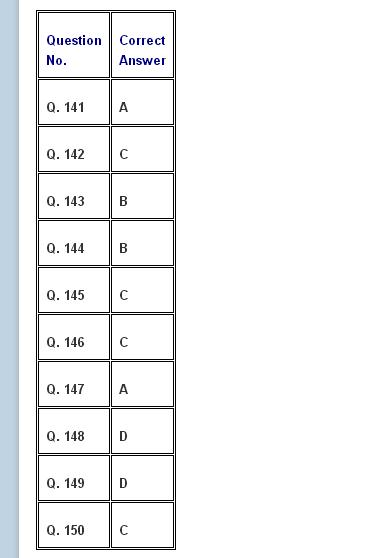 Question No. Correct Answer
Q. 141 A
Q. 142 C
Q. 143 B
Q. 144 B
Q. 145 C
Q. 146 C
Q. 147 A
Q. 148 D
Q. 149 D
Q. 150 C